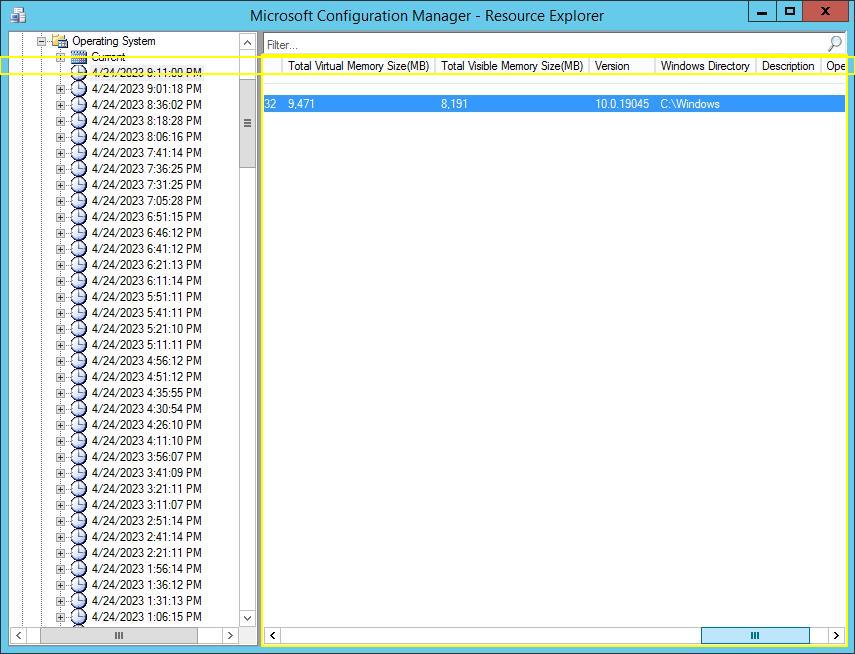 Microsoft Configuration Manager - Resource Explorer
Operating System
Current
4/24/2023 9:11:00 PM
4/24/2023 9:01:18 PM
4/24/2023 8:36:02 PM
4/24/2023 8:18:28 PM
4/24/2023 8:06:16 PM
4/24/2023 7:41:14 PM
4/24/2023 7:36:25 PM
4/24/2023 7:31:25 PM
4/24/2023 7:05:28 PM
4/24/2023 6:51:15 PM
4/24/2023 6:46:12 PM
4/24/2023 6:41:12 PM
4/24/2023 6:21:13 PM
4/24/2023 6:11:14 PM
4/24/2023 5:51:11 PM
4/24/2023 5:41:11 PM
4/24/2023 5:21:10 PM
4/24/2023 5:11:11 PM
4/24/2023 4:56:12 PM
4/24/2023 4:51:12 PM
4/24/2023 4:35:55 PM
4/24/2023 4:30:54 PM
4/24/2023 4:26:10 PM
4/24/2023 4:11:10 PM
4/24/2023 3:56:07 PM
4/24/2023 3:41:09 PM
4/24/2023 3:21:11 PM
4/24/2023 3:11:07 PM
4/24/2023 2:51:14 PM
4/24/2023 2:41:14 PM
4/24/2023 2:21:11 PM
4/24/2023 1:56:14 PM
4/24/2023 1:36:12 PM
4/24/2023 1:31:13 PM
4/24/2023 1:06:15 PM
Filter...
Total Virtual Memory Size(MB) Total Visible Memory Size(MB) Version Windows Directory Description Ope
32 9,471 8,191 10.0.19045 C:\Windows